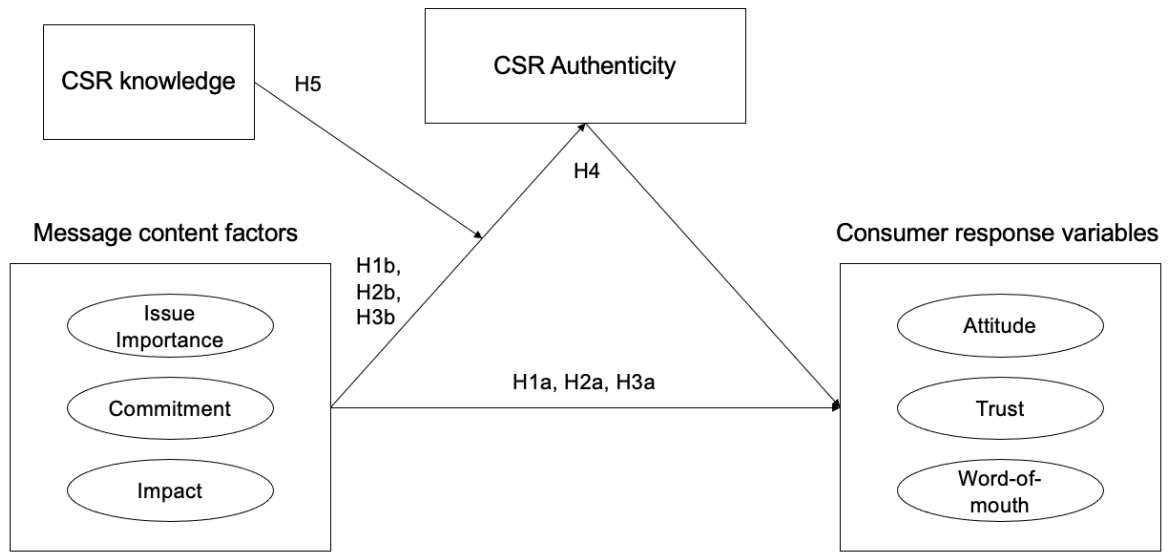 CSR knowledge
H5
CSR Authenticity
H4
Message content factors
Issue
Importance
Commitment
Impact
H1b,
H2b,
H3b
H1a, H2a, H3a
Consumer response variables
Attitude
Trust
Word-of-
mouth